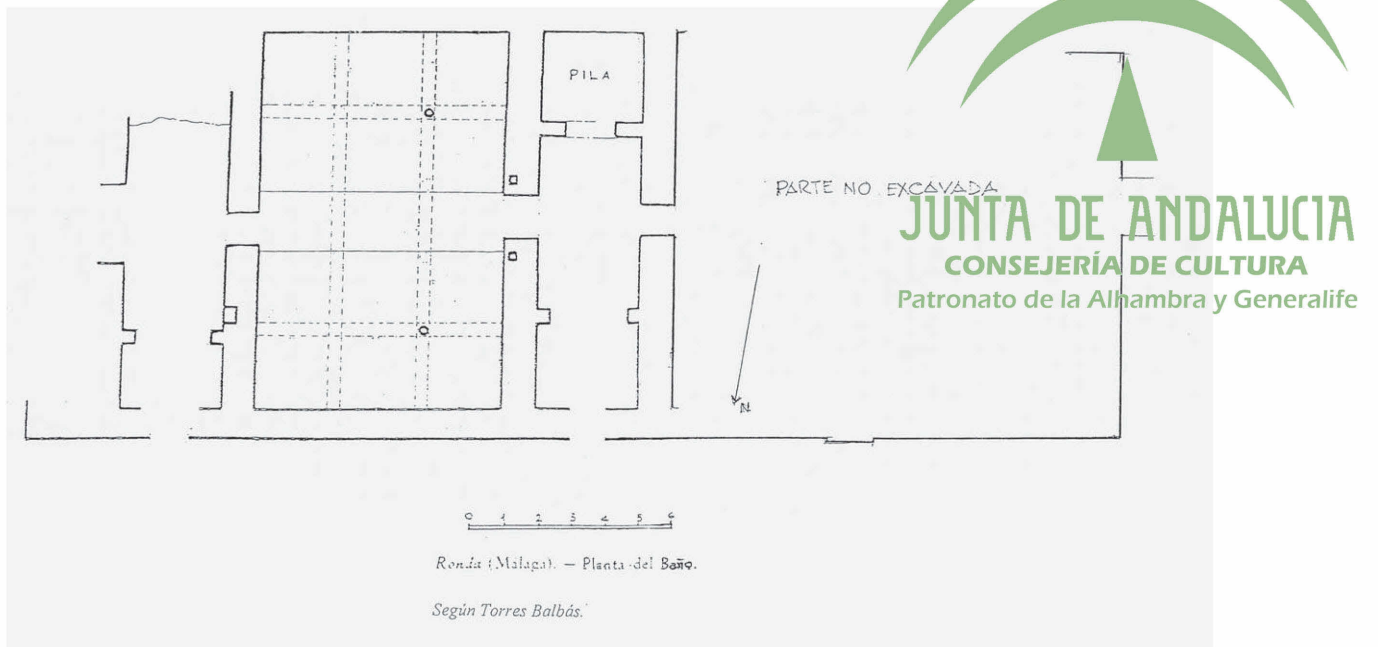 PILA
PARTE NO EXCAVADA
JUNTA DE ANDALUCIA
CONSEJERÍA DE CULTURA
Patronato de la Alhambra y Generalife
N
0 1 2 3 4 5 6
Ronda (Málaga). — Planta del Baño.
Según Torres Balbás.